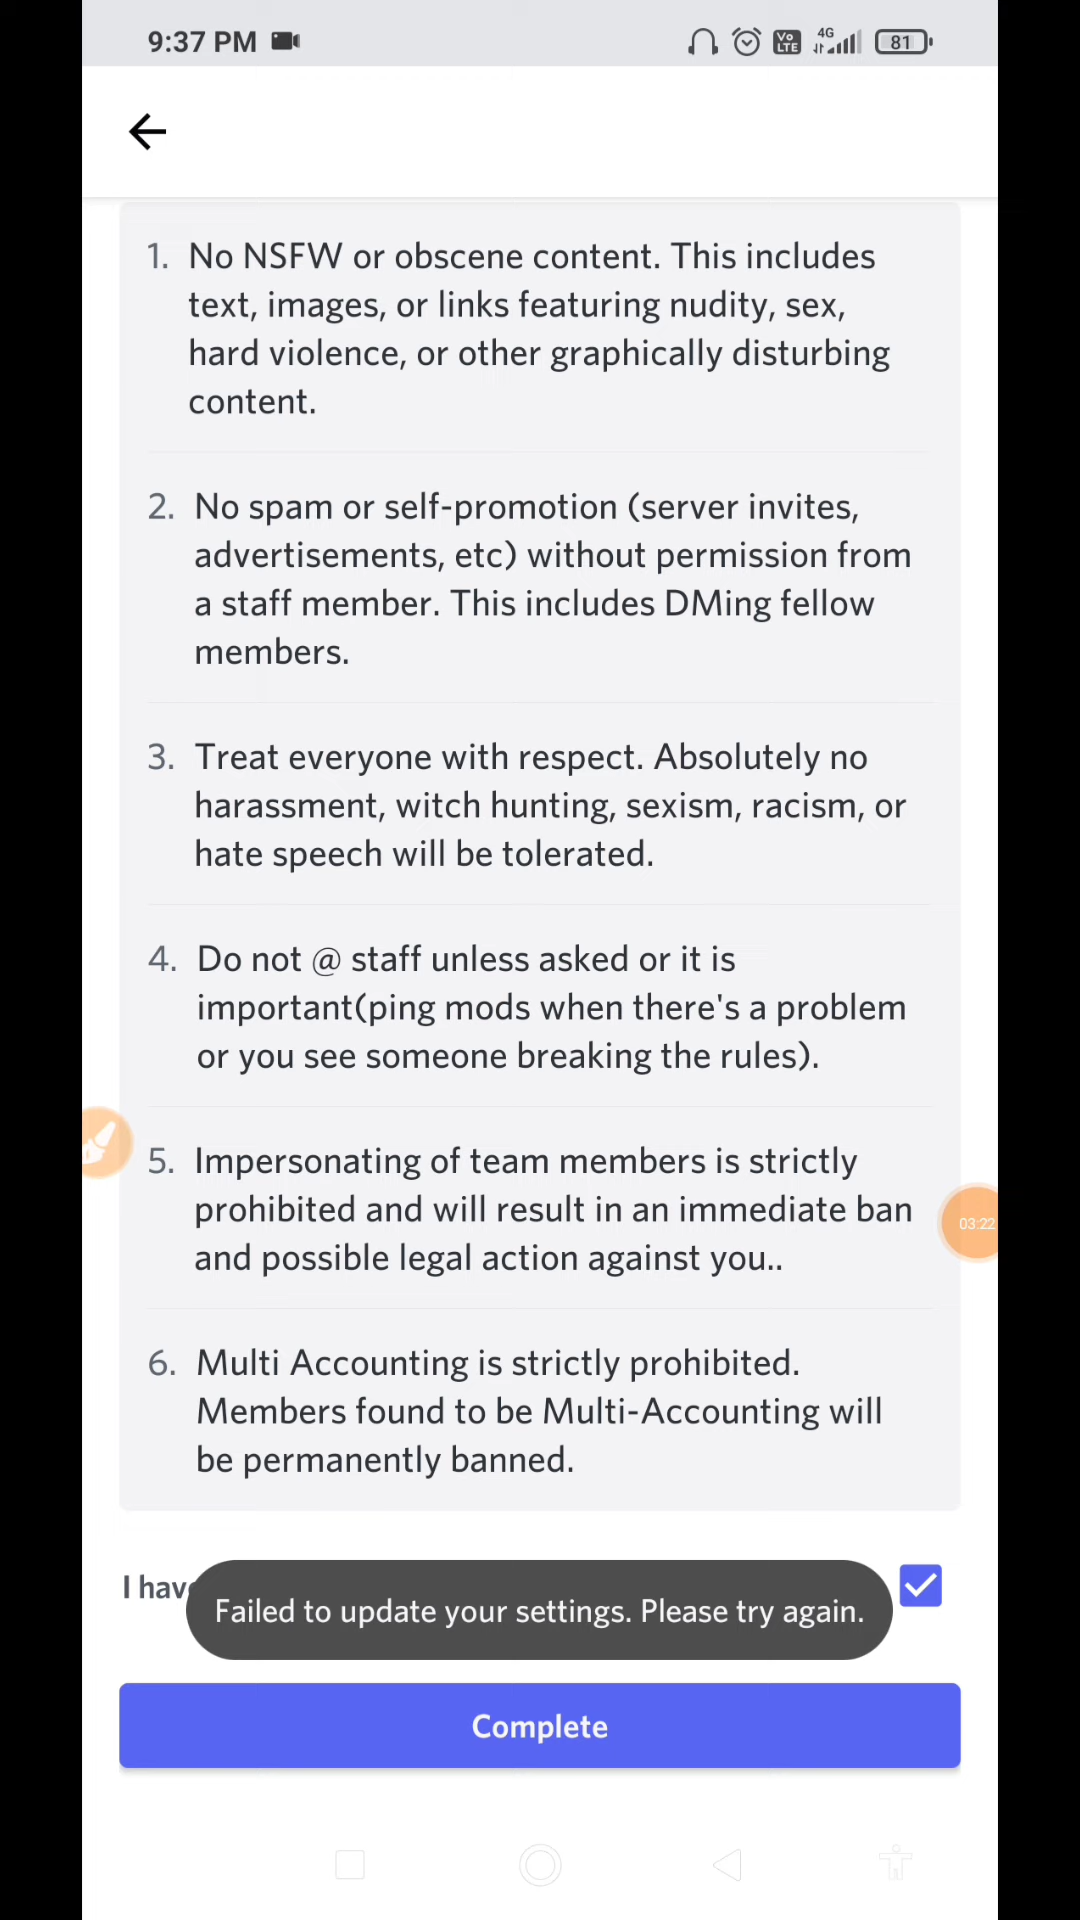 9:37 PM
Vo
LTE
4G
81
1. No NSFW or obscene content. This includes
text, images, or links featuring nudity, sex,
hard violence, or other graphically disturbing
content.
2. No spam or self-promotion (server invites,
advertisements, etc) without permission from
a staff member. This includes DMing fellow
members.
3. Treat everyone with respect. Absolutely no
harassment, witch hunting, sexism, racism, or
hate speech will be tolerated.
4. Do not @ staff unless asked or it is
important(ping mods when there's a problem
or you see someone breaking the rules).
5. Impersonating of team members is strictly
prohibited and will result in an immediate ban
and possible legal action against you..
03:22
6. Multi Accounting is strictly prohibited.
Members found to be Multi-Accounting will
be permanently banned.
I have
Failed to update your settings. Please try again.
Complete